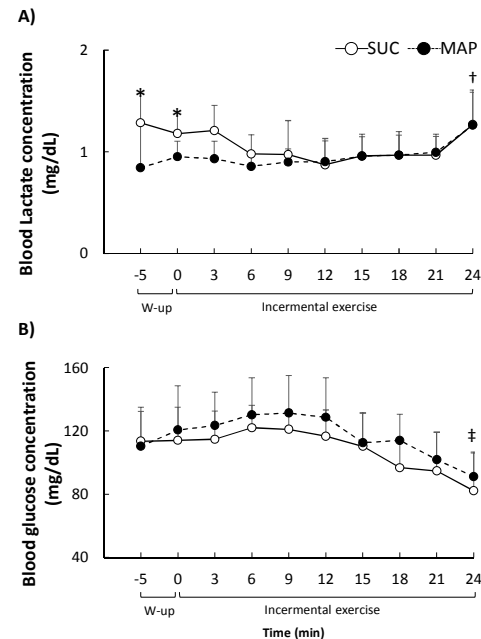 A)
SUC MAP
Blood Lactate concentration
(mg/dL)
2
1
0
* * †
-5 0 3 6 9 12 15 18 21 24
W-up Incermental exercise
B)
Blood glucose concentration
(mg/dL)
160
120
80
40
‡
-5 0 3 6 9 12 15 18 21 24
W-up Incermental exercise
Time (min)